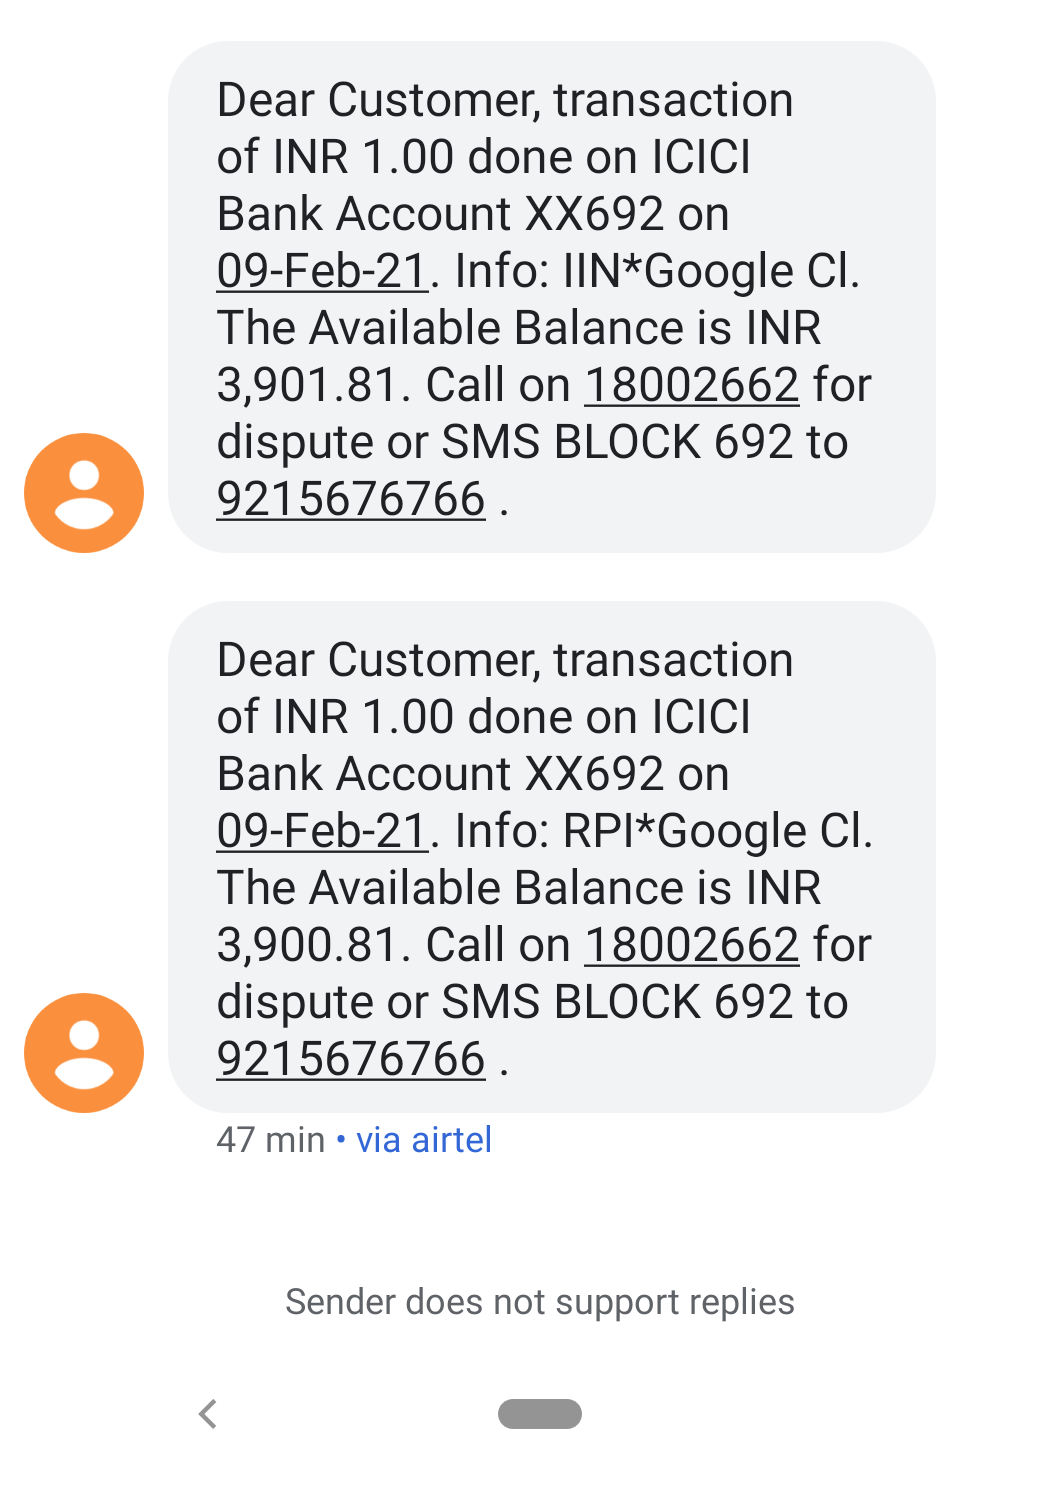 Dear Customer, transaction
of INR 1.00 done on ICICI
Bank Account XX692 on
09-Feb-21. Info: IIN*Google Cl.
The Available Balance is INR
3,901.81. Call on 18002662 for
dispute or SMS BLOCK 692 to
9215676766 .
Dear Customer, transaction
of INR 1.00 done on ICICI
Bank Account XX692 on
09-Feb-21. Info: RPI*Google Cl.
The Available Balance is INR
3,900.81. Call on 18002662 for
dispute or SMS BLOCK 692 to
9215676766 .
47 min • via airtel
Sender does not support replies